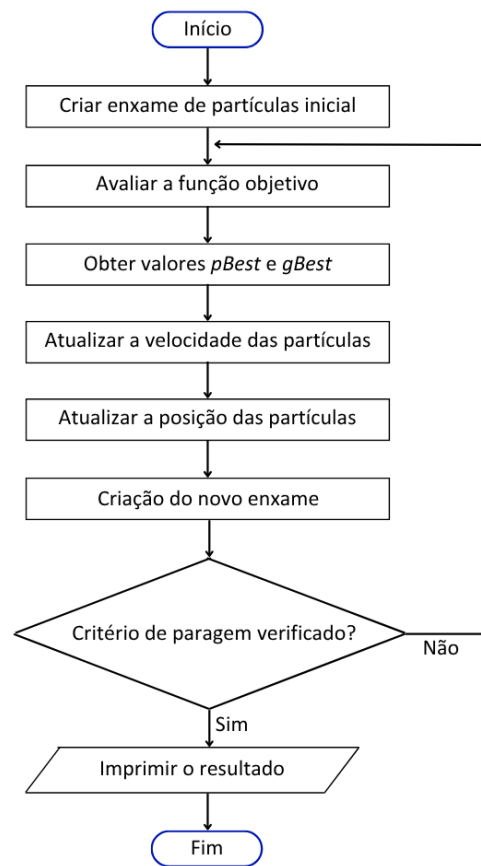 Início
Criar enxame de partículas inicial
Avaliar a função objetivo
Obter valores pBest e gBest
Atualizar a velocidade das partículas
Atualizar a posição das partículas
Criação do novo enxame
Critério de paragem verificado?
Não
Sim
Imprimir o resultado
Fim